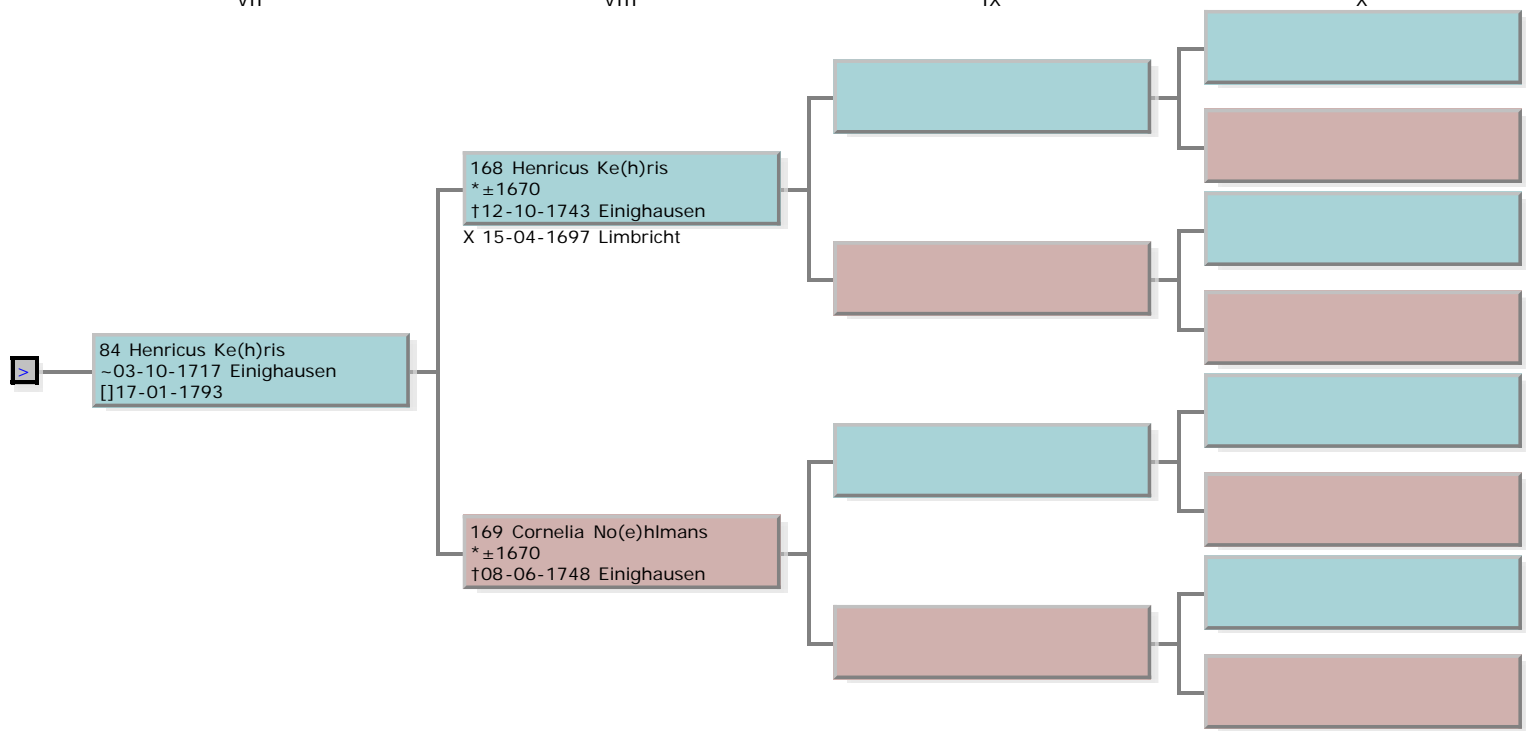 VII VIII IX X
168 Henricus Ke(h)ris
*±1670
†12-10-1743 Einighausen
X 15-04-1697 Limbricht
84 Henricus Ke(h)ris
~03-10-1717 Einighausen
[]17-01-1793
>
169 Cornelia No(e)hlmans
*±1670
†08-06-1748 Einighausen